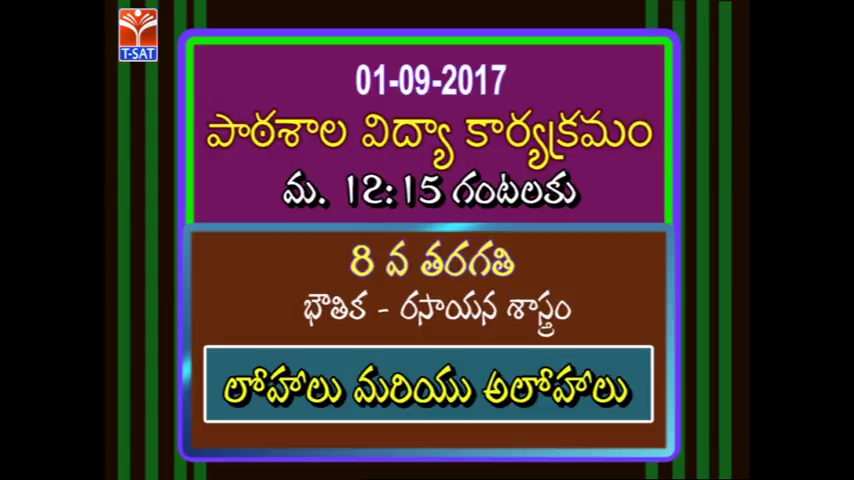 T-SAT
01-09-2017
పాఠశాల విద్యా కార్యక్రమం
మ. 12:15 గంటలకు
8 వ తరగతి
భౌతిక - రసాయన శాస్త్రం
లోహాలు మరియు అలోహాలు